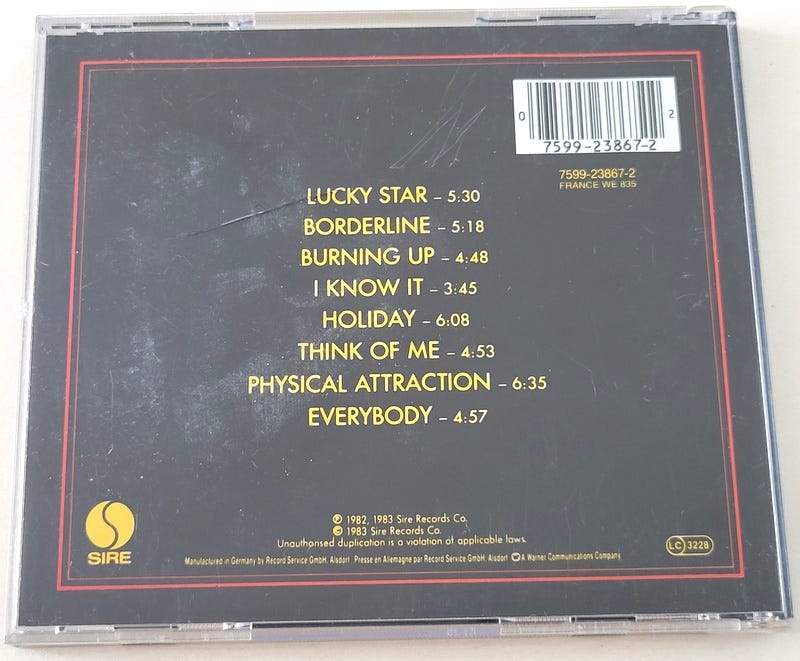 0 2
7599-23867-2
7599-23867-2
FRANCE WE 835
LUCKY STAR – 5:30
BORDERLINE – 5:18
BURNING UP – 4:48
I KNOW IT – 3:45
HOLIDAY – 6:08
THINK OF ME – 4:53
PHYSICAL ATTRACTION – 6:35
EVERYBODY – 4:57
℗ 1982, 1983 Sire Records Co.
© 1983 Sire Records Co.
Unauthorised duplication is a violation of applicable laws.
SIRE
LC 3228
Manufactured in Germany by Record Service GmbH, Alsdorf Presse en Allemagne par Record Service GmbH, Alsdorf A Warner Communications Company